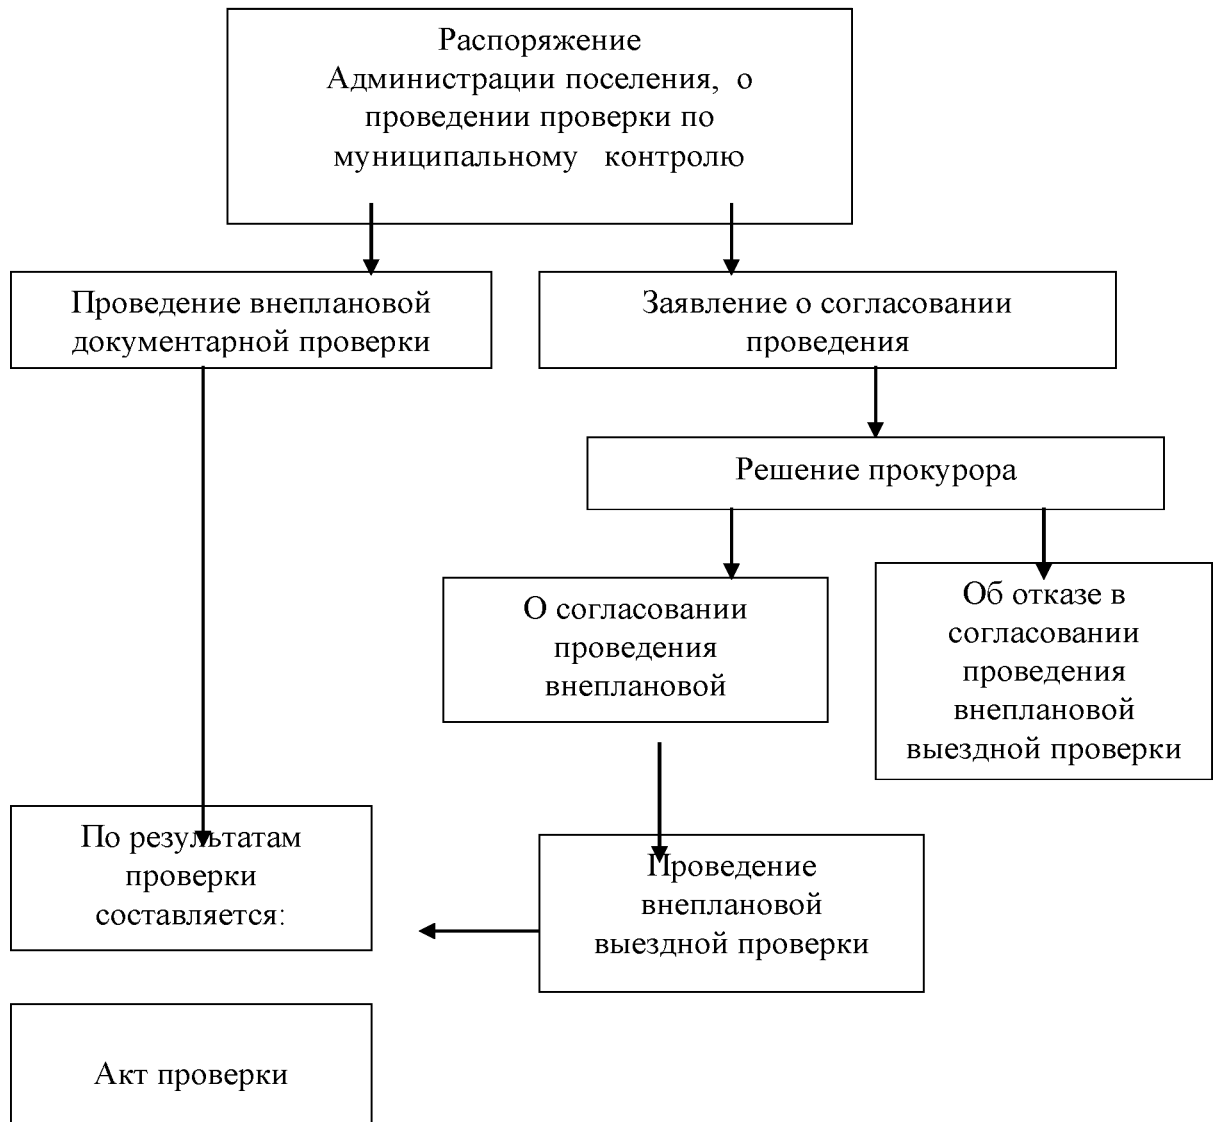 Распоряжение
Администрации поселения, о
проведении проверки по
муниципальному контролю
Проведение внеплановой
документарной проверки
Заявление о согласовании
проведения
Решение прокурора
О согласовании
проведения
внеплановой
Об отказе в
согласовании
проведения
внеплановой
выездной проверки
По результатам
проверки
составляется:
Проведение
внеплановой
выездной проверки
Акт проверки